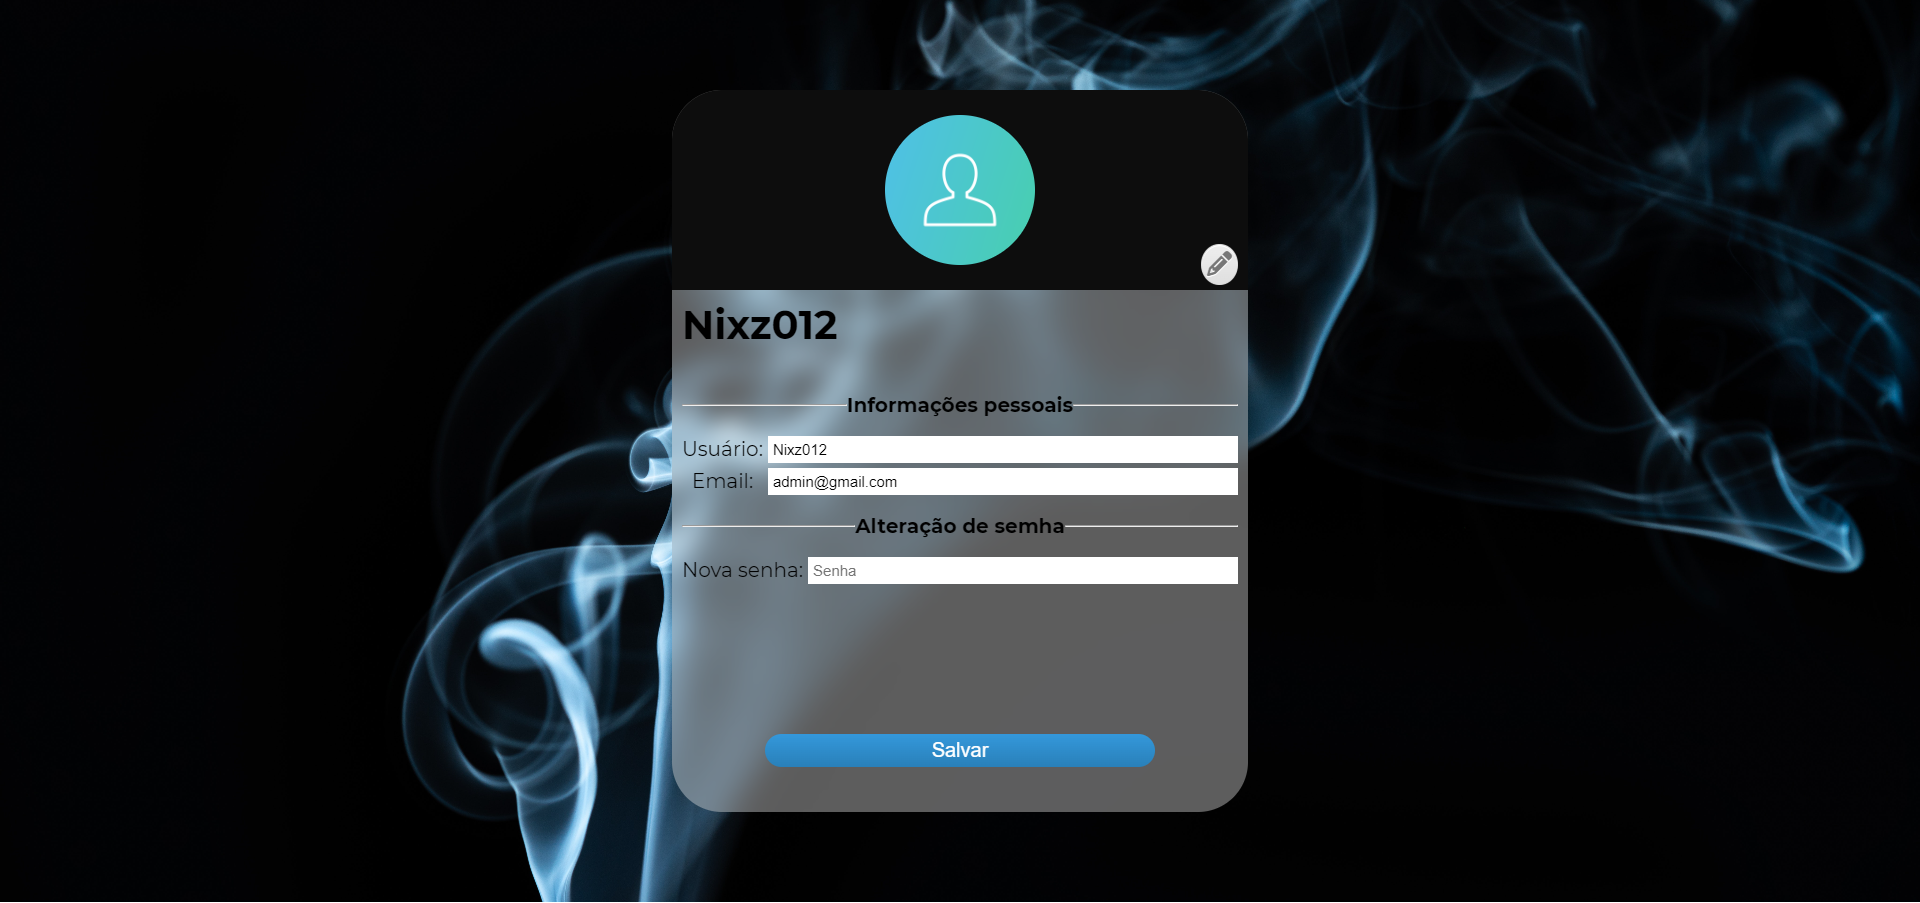 Nixz012
Informações pessoais
Usuário: Nixz012
Email: admin@gmail.com
Alteração de semha
Nova senha: Senha
Salvar